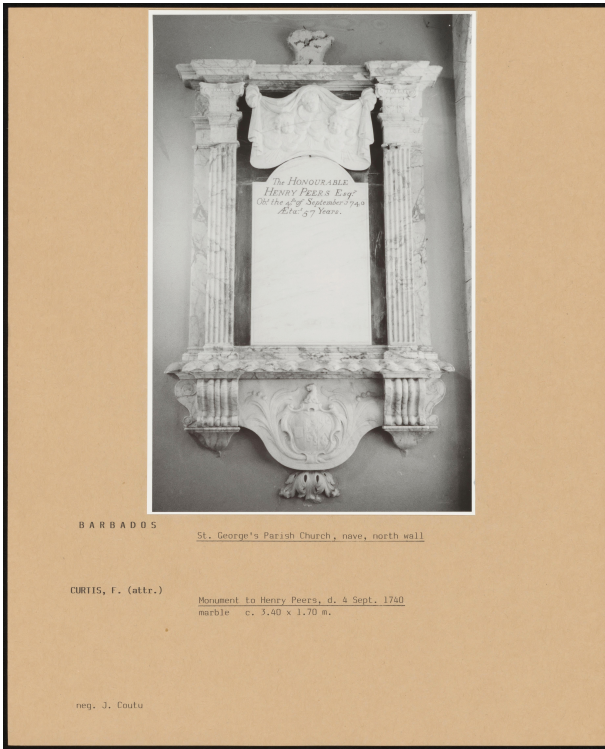 The HONOURABLE
HENRY PEERS Esqr
Obt the 4th of September 1740
Ætats 57 Years.
BARBADOS
St. George's Parish Church, nave, north wall
CURTIS, F. (attr.)
Monument to Henry Peers, d. 4 Sept. 1740
marble c. 3.40 x 1.70 m.
neg. J. Coutu